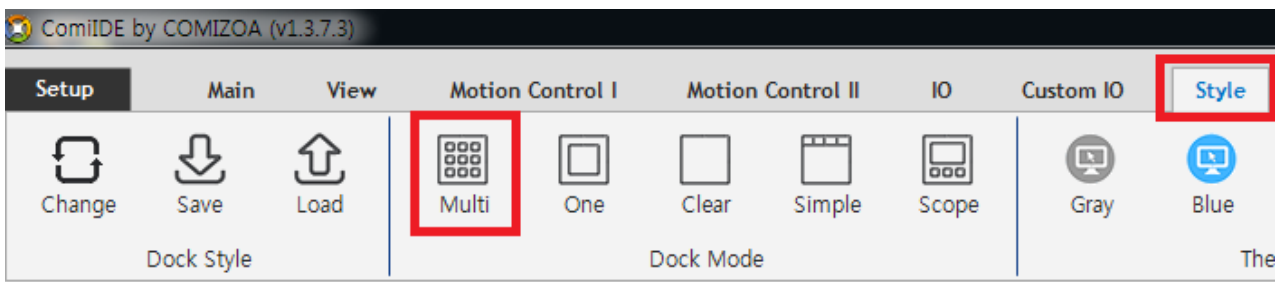 ComiIDE by COMIZOA (v1.3.7.3)
Setup Main View Motion Control I Motion Control II IO Custom IO Style
Change Save Load Multi One Clear Simple Scope Gray Blue
Dock Style Dock Mode The